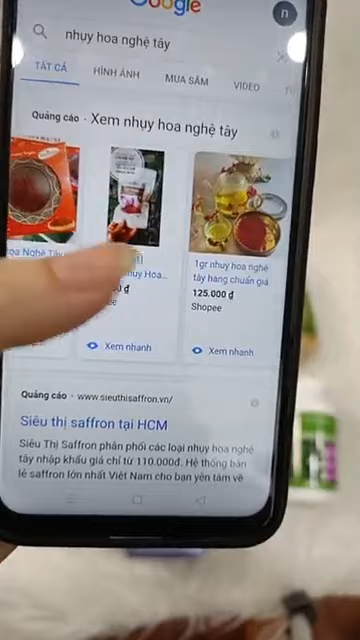 Google
n
nhụy hoa nghệ tây
TẤT CẢ
HÌNH ẢNH
MUA SẮM
VIDEO
Quảng cáo · Xem nhụy hoa nghệ tây
Hoa...
1gr nhụy hoa nghệ
tây hàng chuẩn giá
125.000 ₫
Shopee
Xem nhanh
Xem nhanh
Quảng cáo · www.sieuthisaffron.vn/
Siêu thị saffron tại HCM
Siêu Thị Saffron phân phối các loại nhụy hoa nghệ
tây nhập khẩu giá chỉ từ 110.000đ. Hệ thống bán
lẻ saffron lớn nhất Việt Nam cho bạn yên tâm về